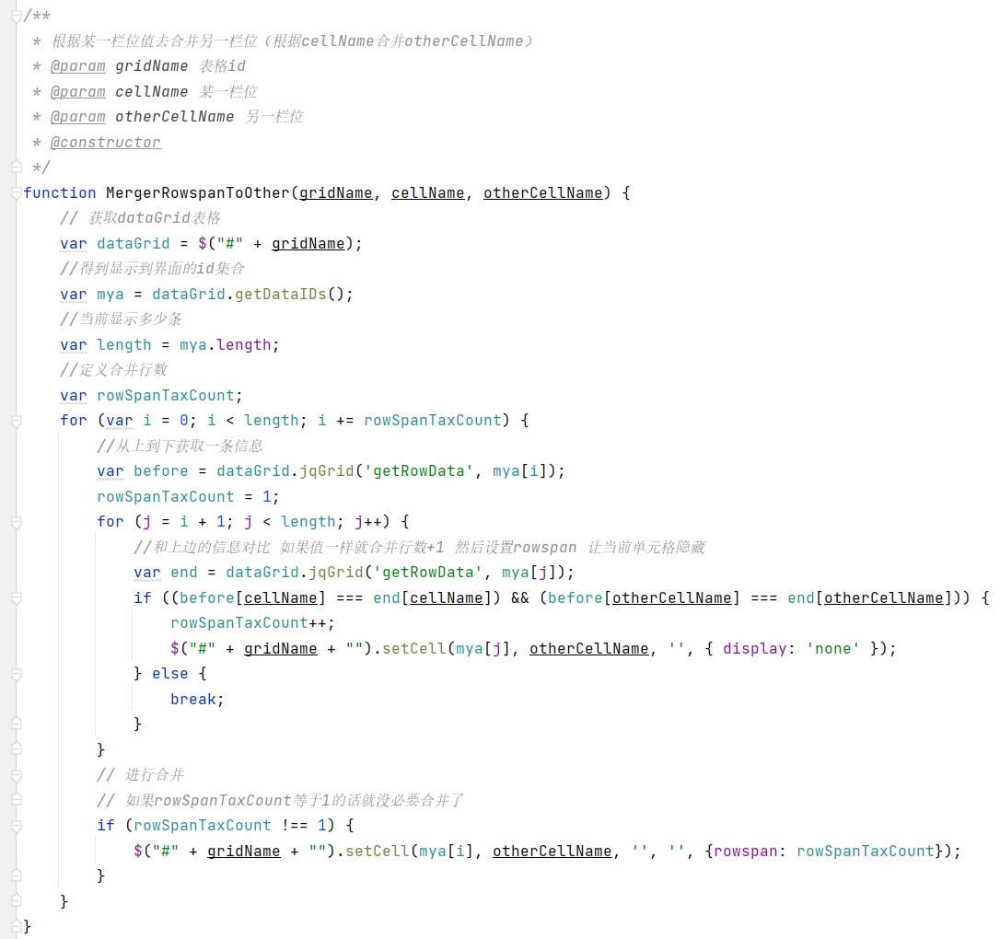 /**
 * 根据某一栏位值去合并另一栏位（根据cellName合并otherCellName）
 * @param gridName 表格id
 * @param cellName 某一栏位
 * @param otherCellName 另一栏位
 * @constructor
 */
function MergerRowspanToOther(gridName, cellName, otherCellName) {
    // 获取dataGrid表格
    var dataGrid = $("#" + gridName);
    //得到显示到界面的id集合
    var mya = dataGrid.getDataIDs();
    //当前显示多少条
    var length = mya.length;
    //定义合并行数
    var rowSpanTaxCount;
    for (var i = 0; i < length; i += rowSpanTaxCount) {
        //从上到下获取一条信息
        var before = dataGrid.jqGrid('getRowData', mya[i]);
        rowSpanTaxCount = 1;
        for (j = i + 1; j < length; j++) {
            //和上边的信息对比 如果值一样就合并行数+1 然后设置rowspan 让当前单元格隐藏
            var end = dataGrid.jqGrid('getRowData', mya[j]);
            if ((before[cellName] === end[cellName]) && (before[otherCellName] === end[otherCellName])) {
                rowSpanTaxCount++;
                $("#" + gridName + "").setCell(mya[j], otherCellName, '', { display: 'none' });
            } else {
                break;
            }
        }
        // 进行合并
        // 如果rowSpanTaxCount等于1的话就没必要合并了
        if (rowSpanTaxCount !== 1) {
            $("#" + gridName + "").setCell(mya[i], otherCellName, '', '', {rowspan: rowSpanTaxCount});
        }
    }
}